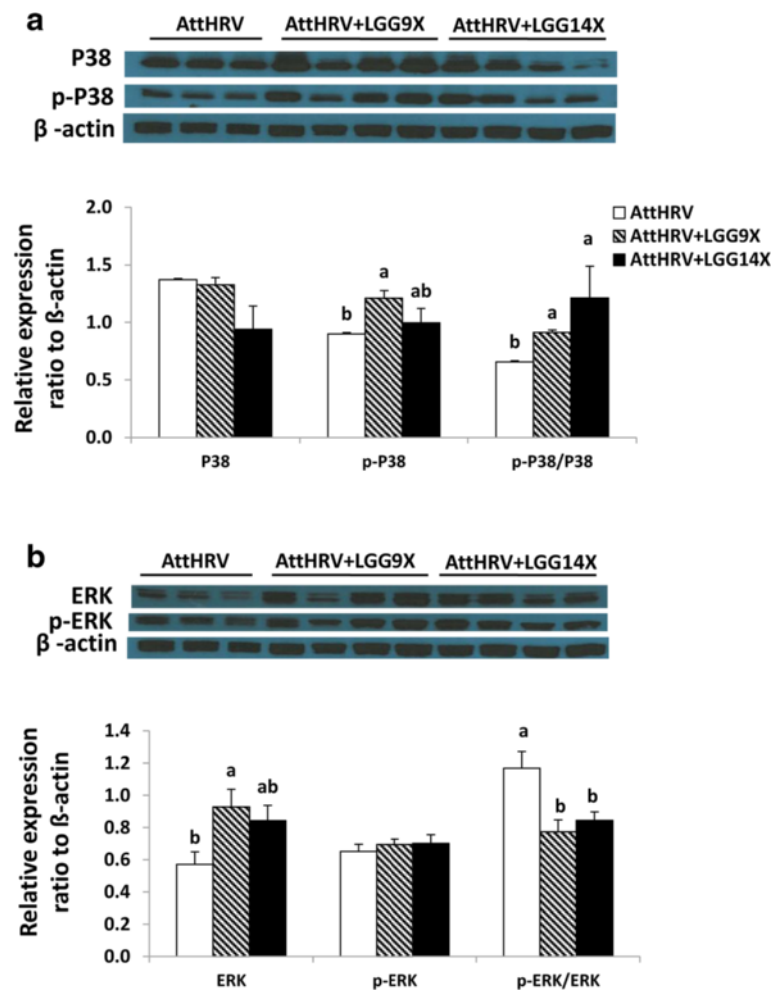 a
AttHRV AttHRV+LGG9X AttHRV+LGG14X
P38
p-P38
β -actin
Relative expression
ratio to ß-actin
2.0
1.5
1.0
0.5
0.0
AttHRV
AttHRV+LGG9X
AttHRV+LGG14X
b a ab
b a a
P38 p-P38 p-P38/P38
b
AttHRV AttHRV+LGG9X AttHRV+LGG14X
ERK
p-ERK
β -actin
Relative expression
ratio to ß-actin
1.4
1.2
1.0
0.8
0.6
0.4
0.2
0.0
b a ab
a b b
ERK p-ERK p-ERK/ERK